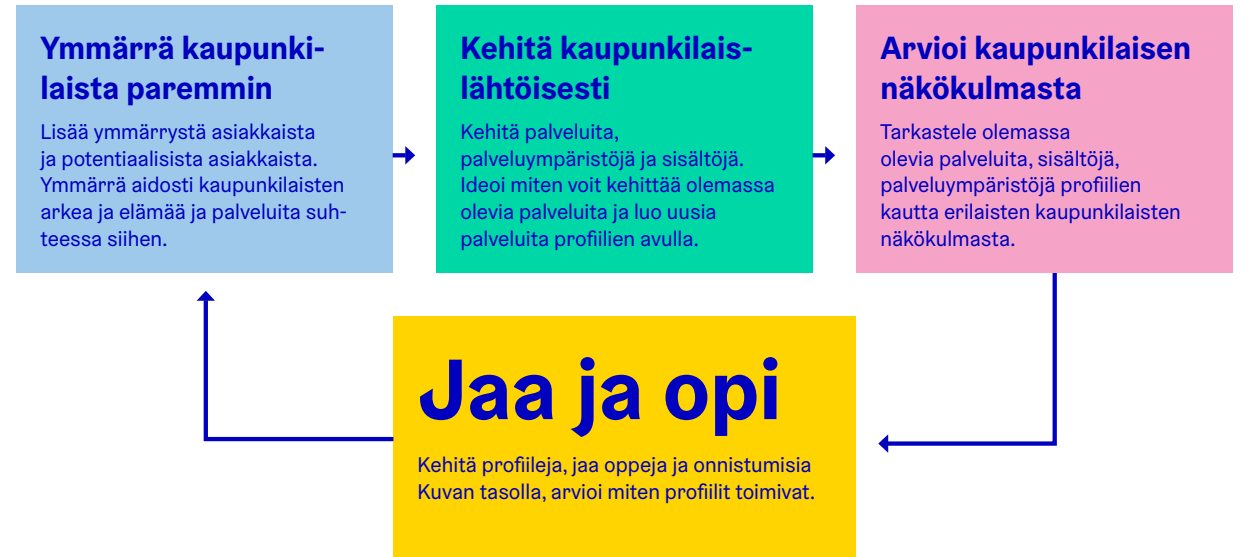 Ymmärrä kaupunki-
laista paremmin
Lisää ymmärrystä asiakkaista
ja potentiaalisista asiakkaista.
Ymmärrä aidosti kaupunkilaisten
arkea ja elämää ja palveluita suh-
teessa siihen.
Kehitä kaupunkilais-
lähtöisesti
Kehitä palveluita,
palveluympäristöjä ja sisältöjä.
Ideoi miten voit kehittää olemassa
olevia palveluita ja luo uusia
palveluita profiilien avulla.
Arvioi kaupunkilaisen
näkökulmasta
Tarkastele olemassa
olevia palveluita, sisältöjä,
palveluympäristöjä profiilien
kautta erilaisten kaupunkilaisten
näkökulmasta.
Jaa ja opi
Kehitä profiileja, jaa oppeja ja onnistumisia
Kuvan tasolla, arvioi miten profiilit toimivat.